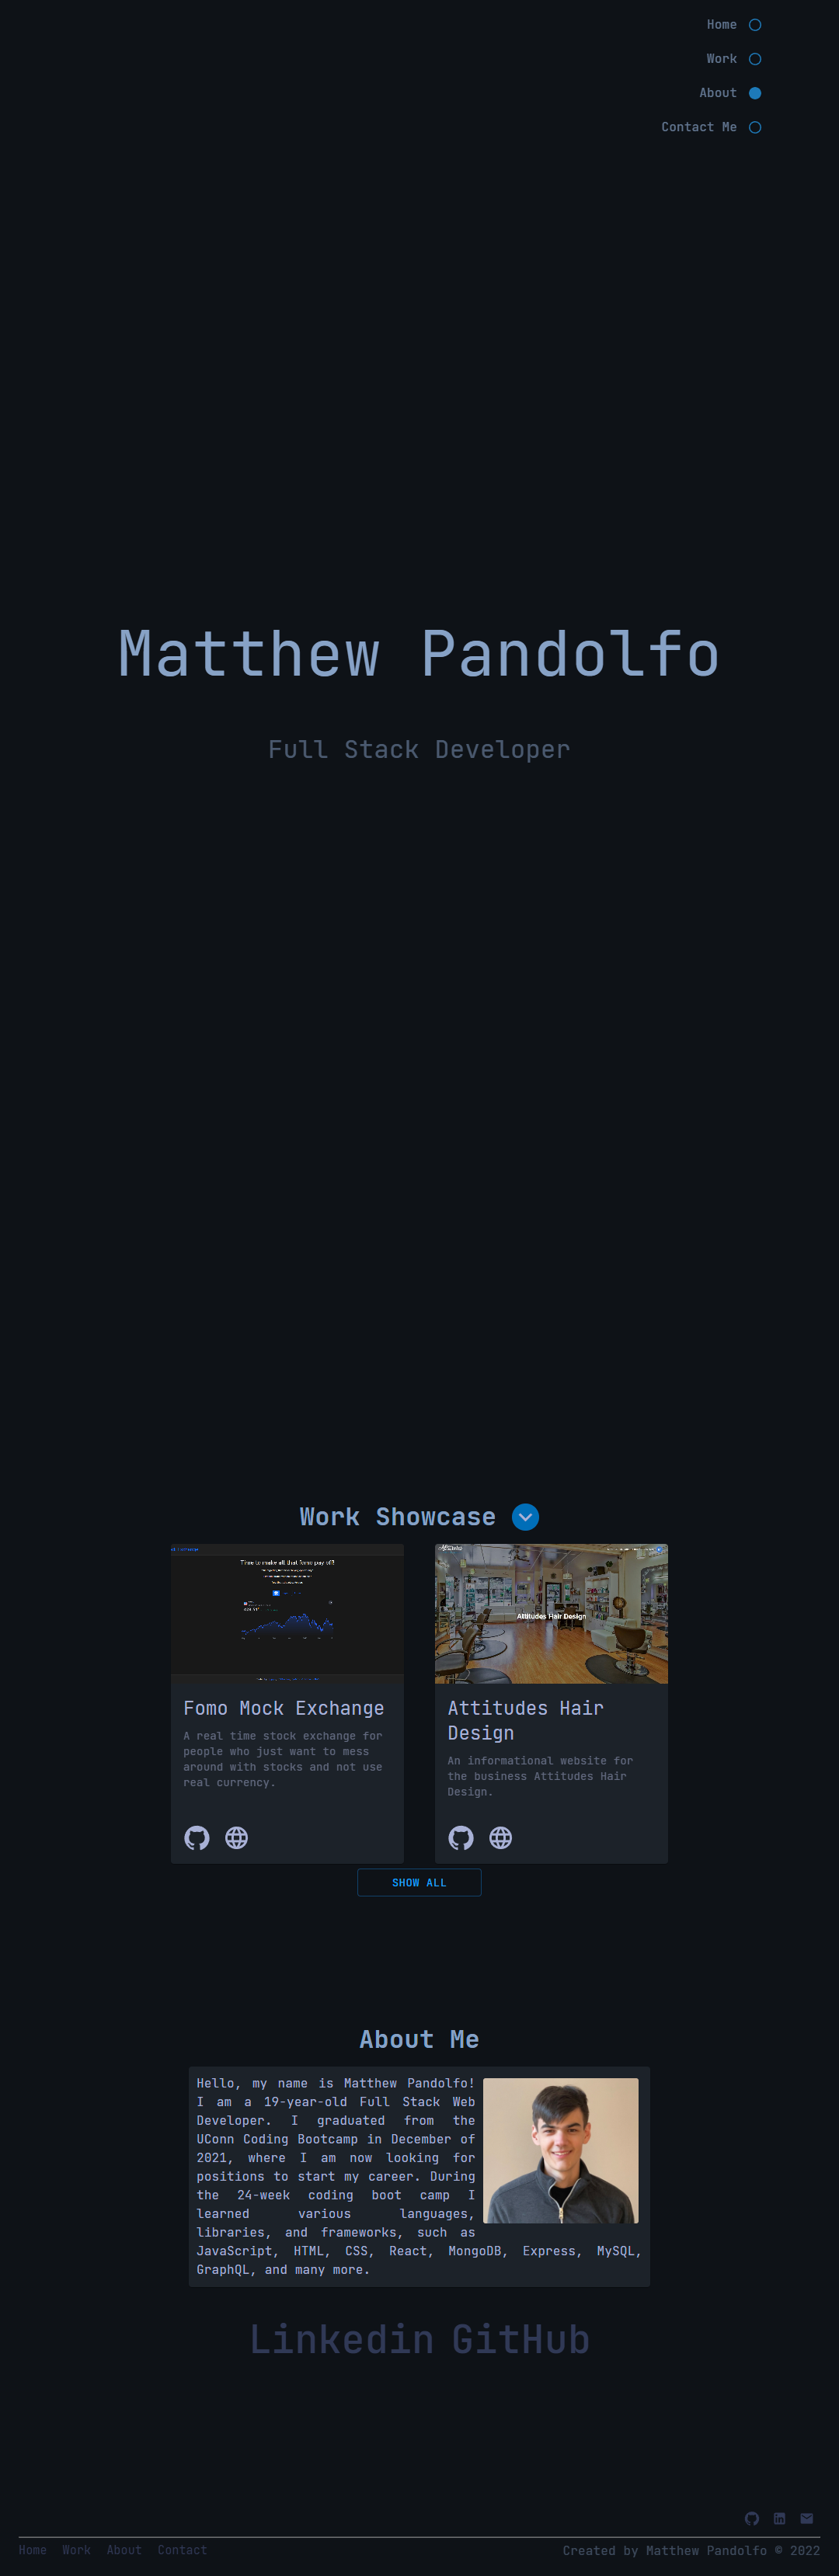 Home
Work
About
Contact Me
Matthew Pandolfo
Full Stack Developer
Work Showcase
Time to make all that fomo pay off?
Attitudes Hair Design
Fomo Mock Exchange
A real time stock exchange for
people who just want to mess
around with stocks and not use
real currency.
Attitudes Hair
Design
An informational website for
the business Attitudes Hair
Design.
SHOW ALL
About Me
Hello, my name is Matthew Pandolfo!
I am a 19-year-old Full Stack Web
Developer. I graduated from the
UConn Coding Bootcamp in December of
2021, where I am now looking for
positions to start my career. During
the 24-week coding boot camp I
learned various languages,
libraries, and frameworks, such as
JavaScript, HTML, CSS, React, MongoDB, Express, MySQL,
GraphQL, and many more.
Linkedin GitHub
Home Work About Contact
Created by Matthew Pandolfo © 2022